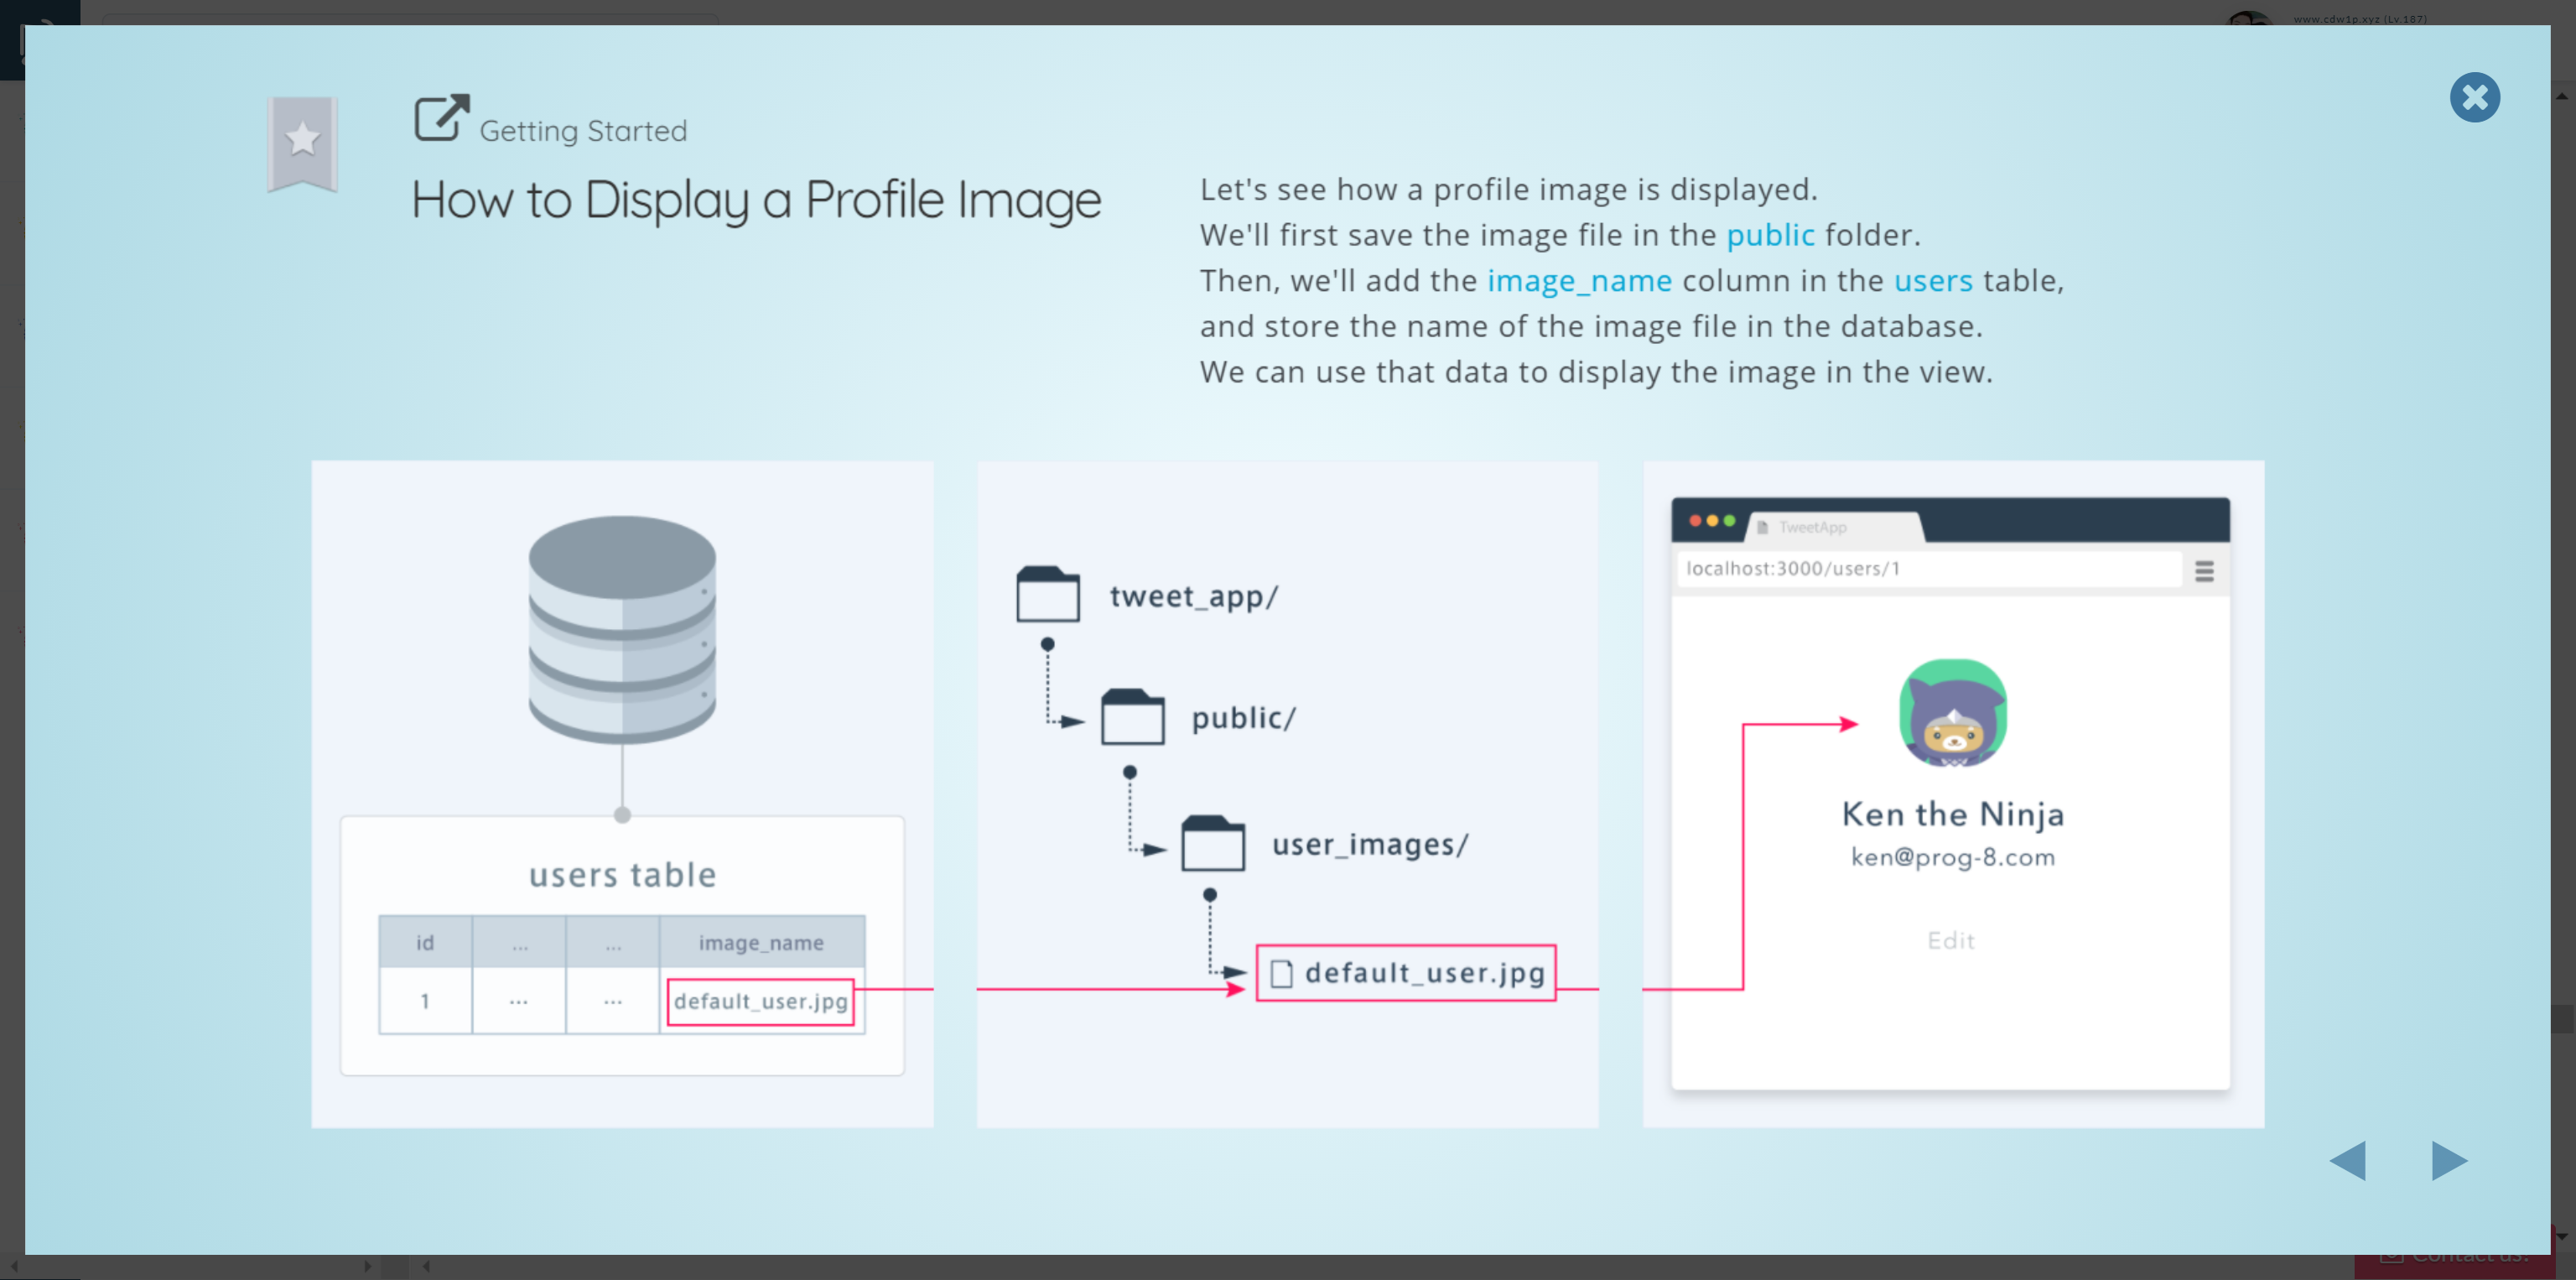 www.cdw1p.xyz (Lv.187)
Getting Started
How to Display a Profile Image
Let's see how a profile image is displayed.
We'll first save the image file in the public folder.
Then, we'll add the image_name column in the users table,
and store the name of the image file in the database.
We can use that data to display the image in the view.
users table
id ... ... image_name
1 ... ... default_user.jpg
tweet_app/
public/
user_images/
default_user.jpg
TweetApp
localhost:3000/users/1
Ken the Ninja
ken@prog-8.com
Edit
Contact us!